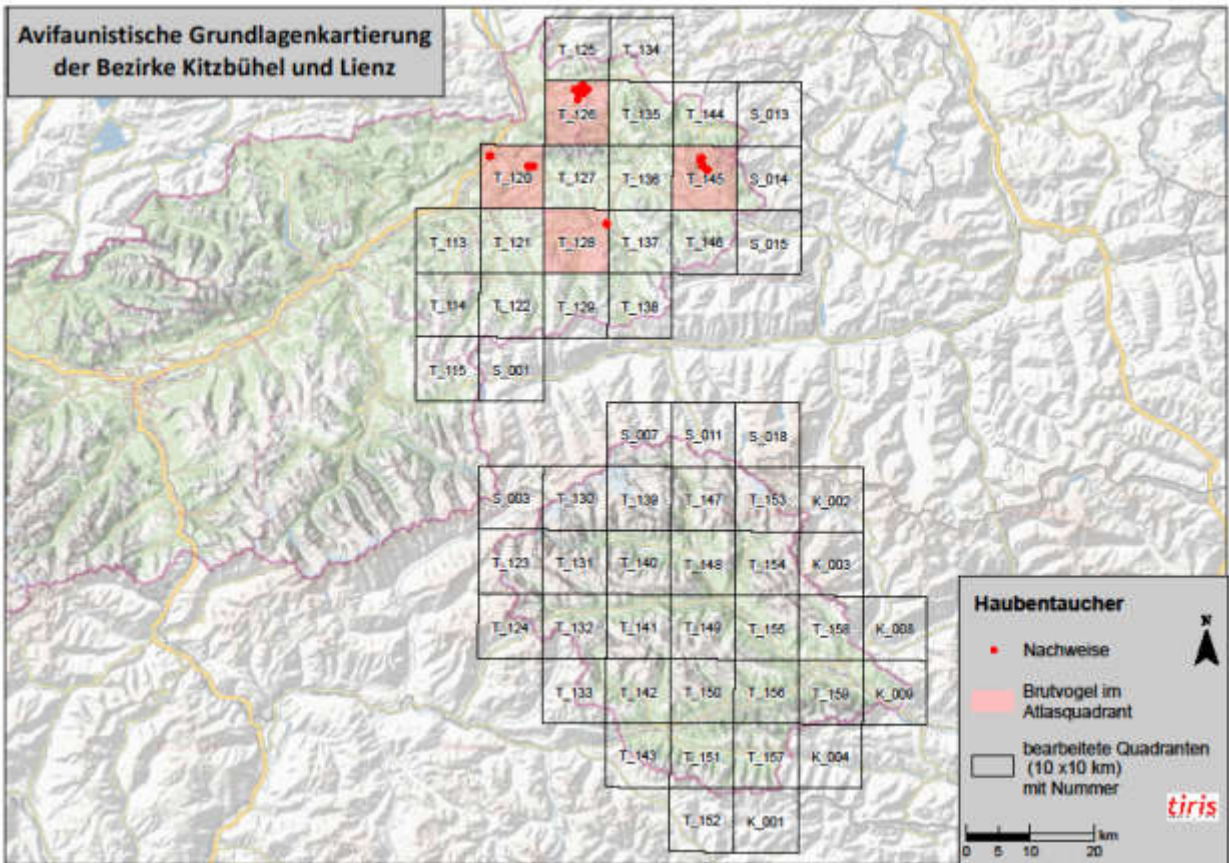 Avifaunistische Grundlagenkartierung
der Bezirke Kitzbühel und Lienz
T_125 T_134
T_126 T_135 T_144 S_013
T_120 T_127 T_136 T_145 S_014
T_113 T_121 T_128 T_137 T_146 S_015
T_114 T_122 T_129 T_138
T_115 S_001
S_007 S_011 S_018
S_003 T_130 T_139 T_147 T_153 K_002
T_123 T_131 T_140 T_148 T_154 K_003
T_124 T_132 T_141 T_149 T_155 T_158 K_008
T_133 T_142 T_150 T_156 T_159 K_009
T_143 T_151 T_157 K_004
T_152 K_001
Haubentaucher
N
Nachweise
Brutvogel im
Atlasquadrant
bearbeitete Quadranten
(10 x10 km)
mit Nummer
tiris
km
0 5 10 20